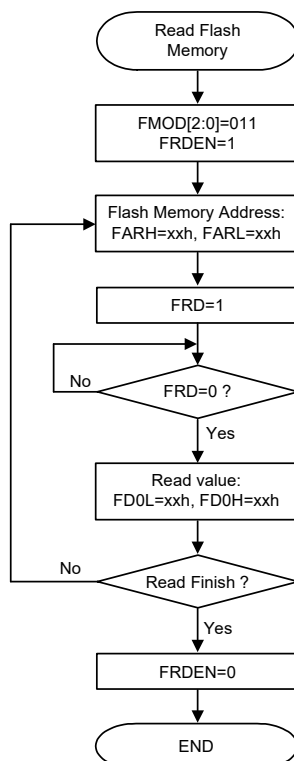 Read Flash
Memory
FMOD[2:0]=011
FRDEN=1
Flash Memory Address:
FARH=xxh, FARL=xxh
FRD=1
No
FRD=0 ?
Yes
Read value:
FD0L=xxh, FD0H=xxh
No
Read Finish ?
Yes
FRDEN=0
END